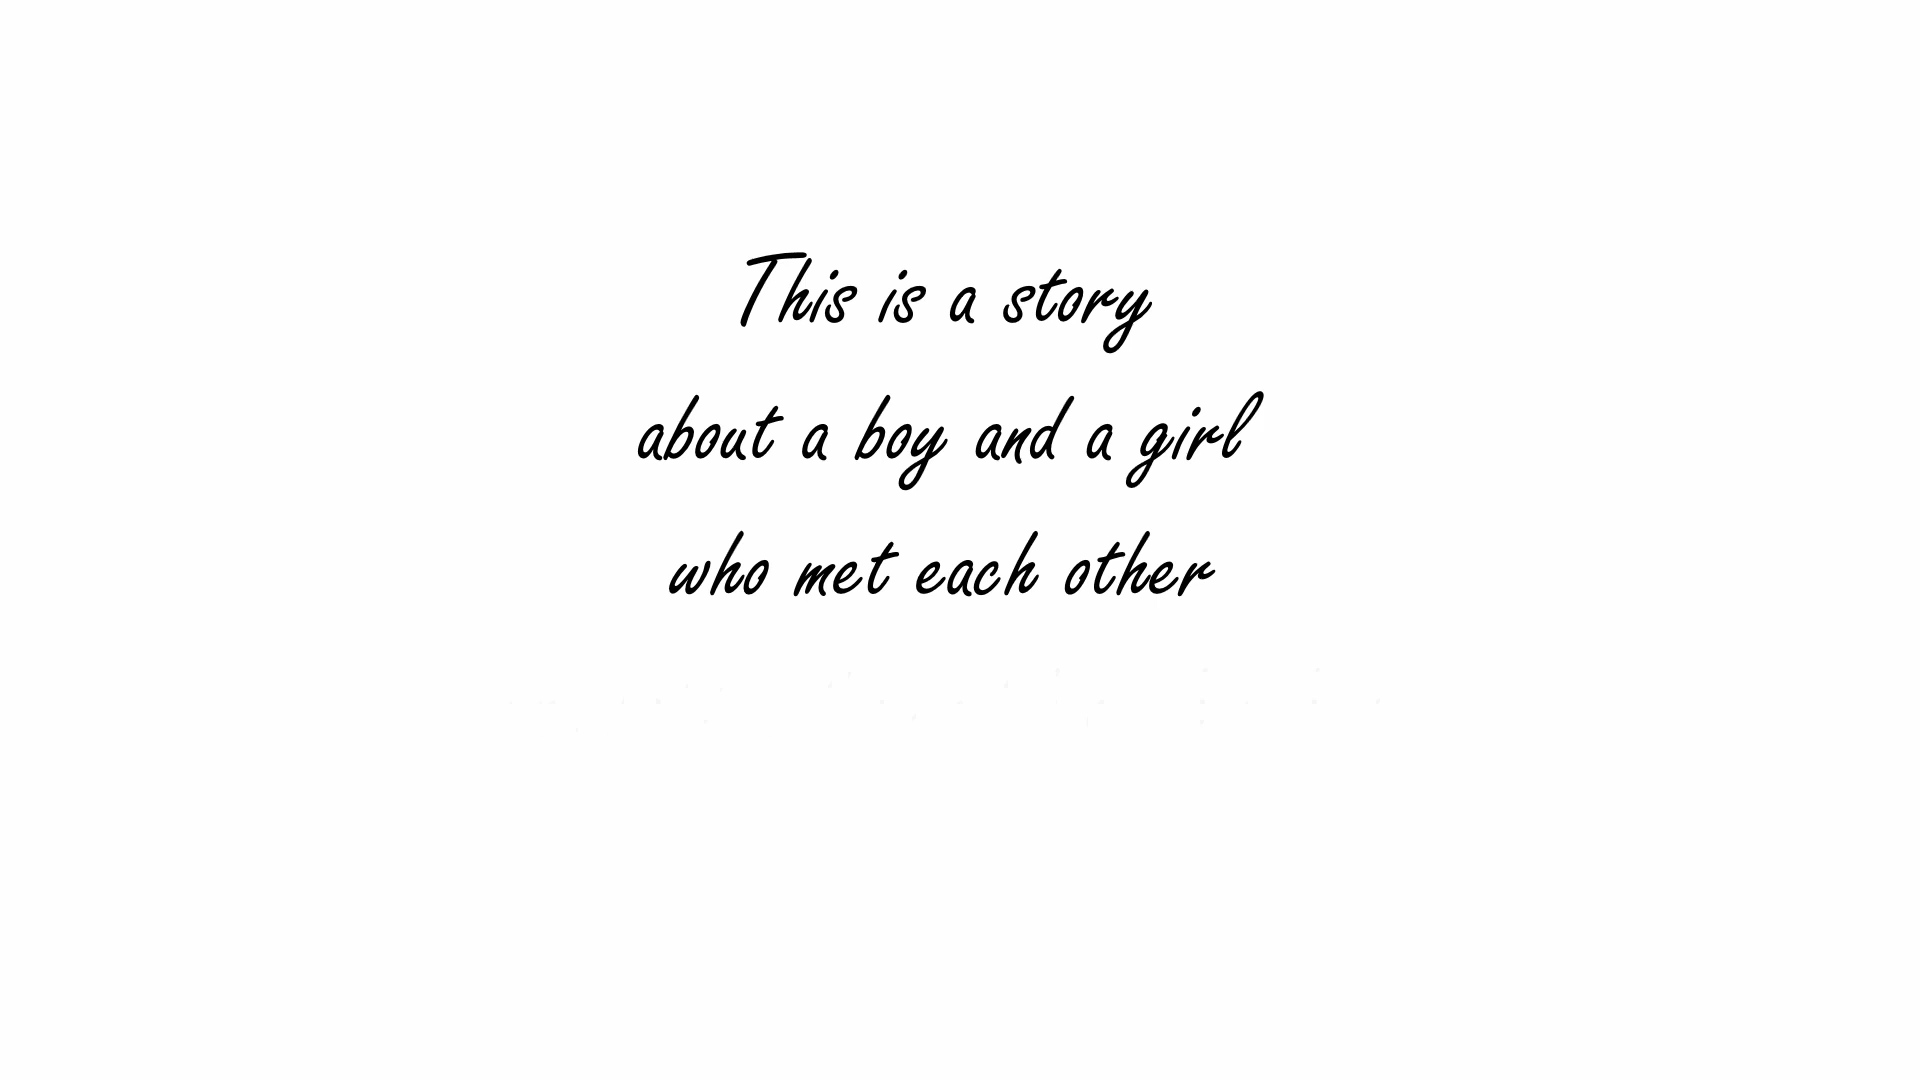 This is a story
about a boy and a girl
who met each other